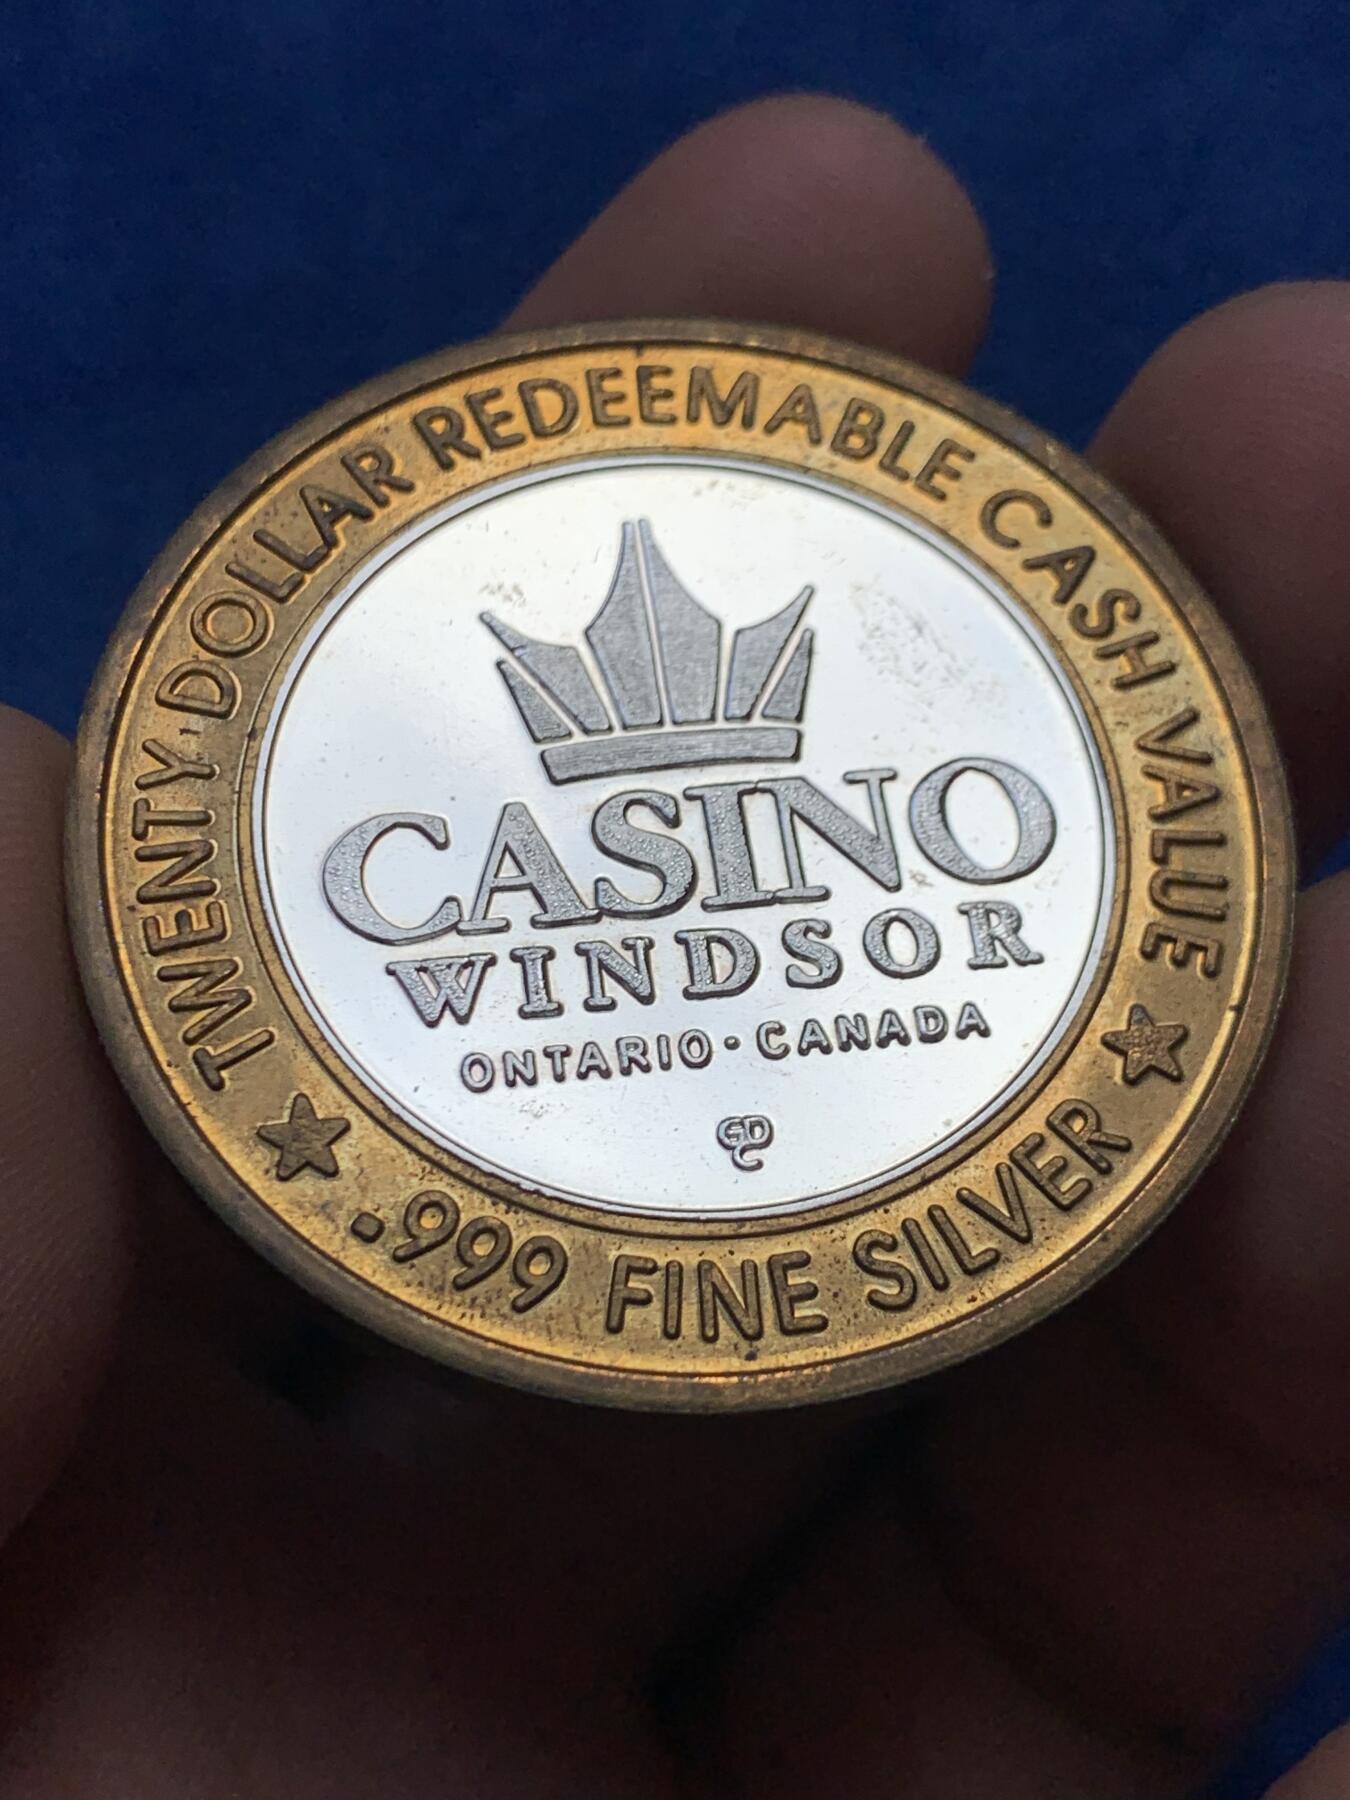 TWENTY DOLLAR REDEEMABLE CASH VALUE
CASINO
WINDSOR
ONTARIO · CANADA
GDC
.999 FINE SILVER